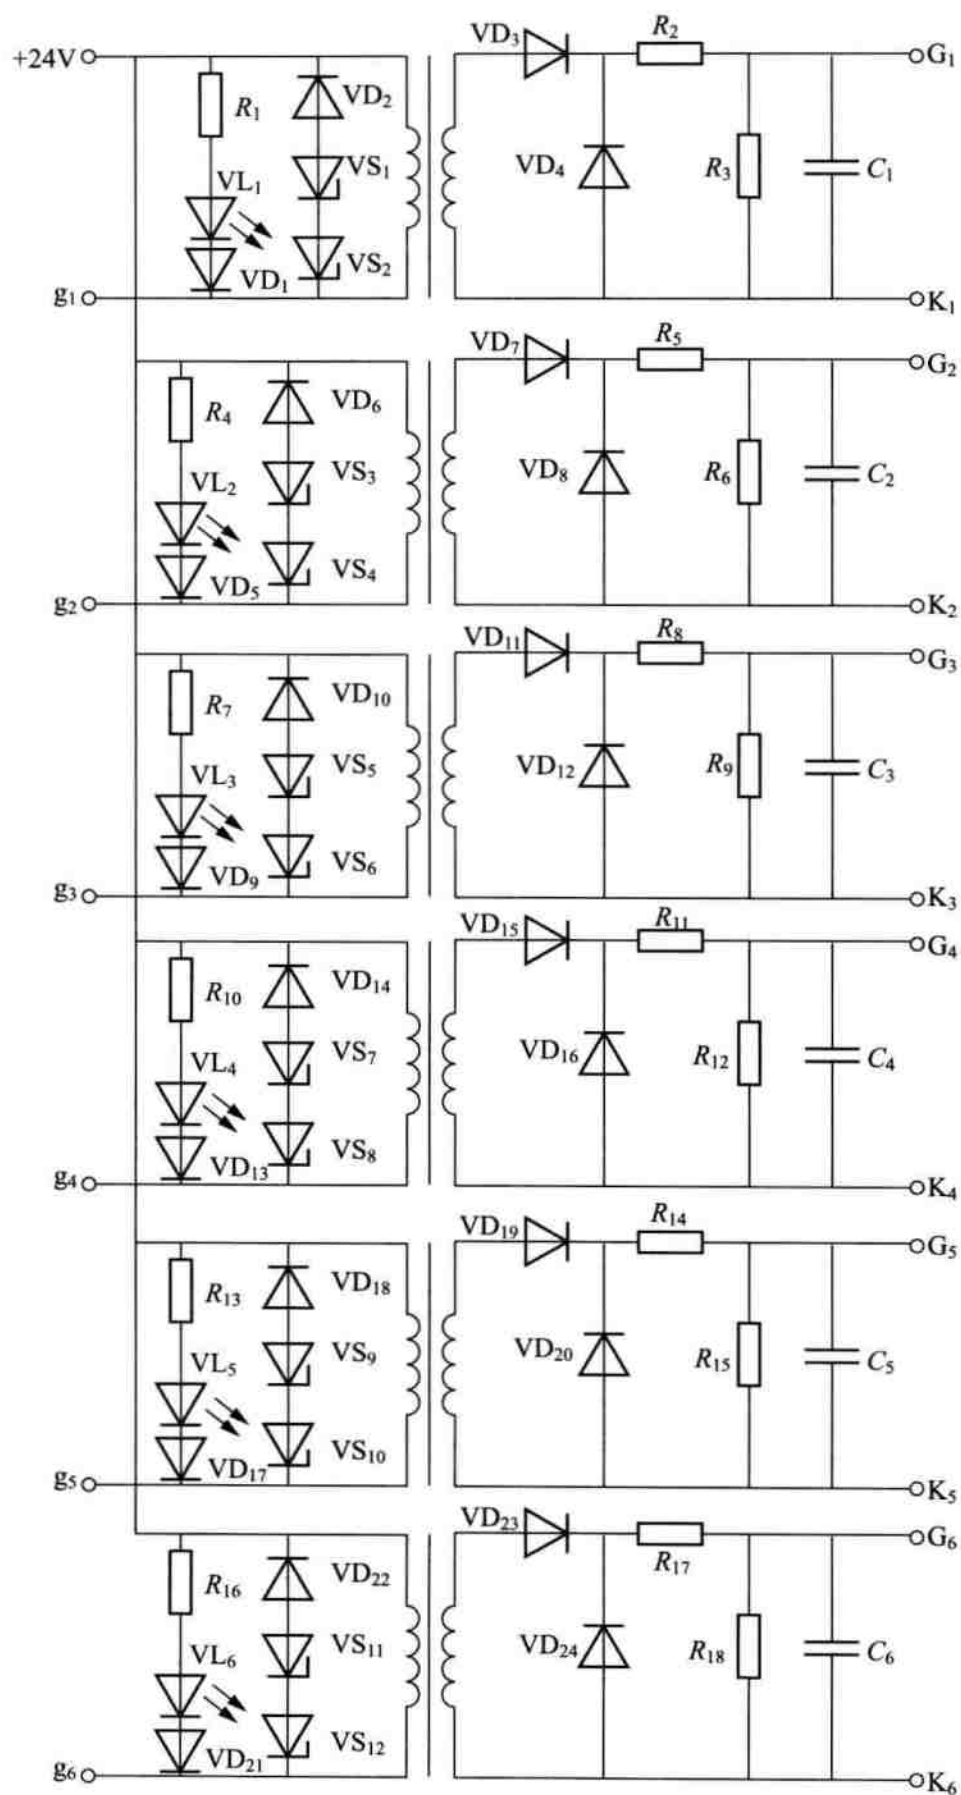 VD3 R2
+24V G1
R1 VD2
VD4 R3 C1
VS1
VL1
VS2
VD1
g1 K1
VD7 R5
G2
R4 VD6
VD8 R6 C2
VS3
VL2
VS4
VD5
g2 K2
VD11 R8
G3
R7 VD10
VD12 R9 C3
VS5
VL3
VS6
VD9
g3 K3
VD15 R11
G4
R10 VD14
VD16 R12 C4
VS7
VL4
VS8
VD13
g4 K4
VD19 R14
G5
R13 VD18
VD20 R15 C5
VS9
VL5
VS10
VD17
g5 K5
VD23 R17
G6
R16 VD22
VD24 R18 C6
VS11
VL6
VS12
VD21
g6 K6